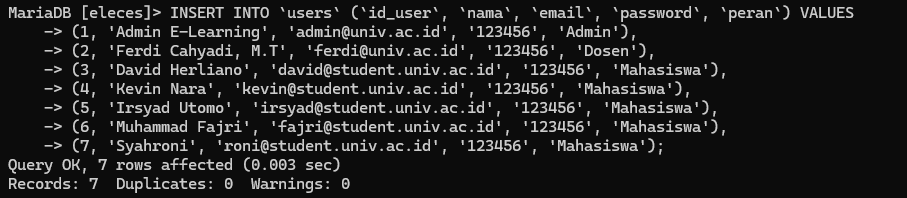 MariaDB [eleces]> INSERT INTO `users` (`id_user`, `nama`, `email`, `password`, `peran`) VALUES
    -> (1, 'Admin E-Learning', 'admin@univ.ac.id', '123456', 'Admin'),
    -> (2, 'Ferdi Cahyadi, M.T', 'ferdi@univ.ac.id', '123456', 'Dosen'),
    -> (3, 'David Herliano', 'david@student.univ.ac.id', '123456', 'Mahasiswa'),
    -> (4, 'Kevin Nara', 'kevin@student.univ.ac.id', '123456', 'Mahasiswa'),
    -> (5, 'Irsyad Utomo', 'irsyad@student.univ.ac.id', '123456', 'Mahasiswa'),
    -> (6, 'Muhammad Fajri', 'fajri@student.univ.ac.id', '123456', 'Mahasiswa'),
    -> (7, 'Syahroni', 'roni@student.univ.ac.id', '123456', 'Mahasiswa');
Query OK, 7 rows affected (0.003 sec)
Records: 7  Duplicates: 0  Warnings: 0